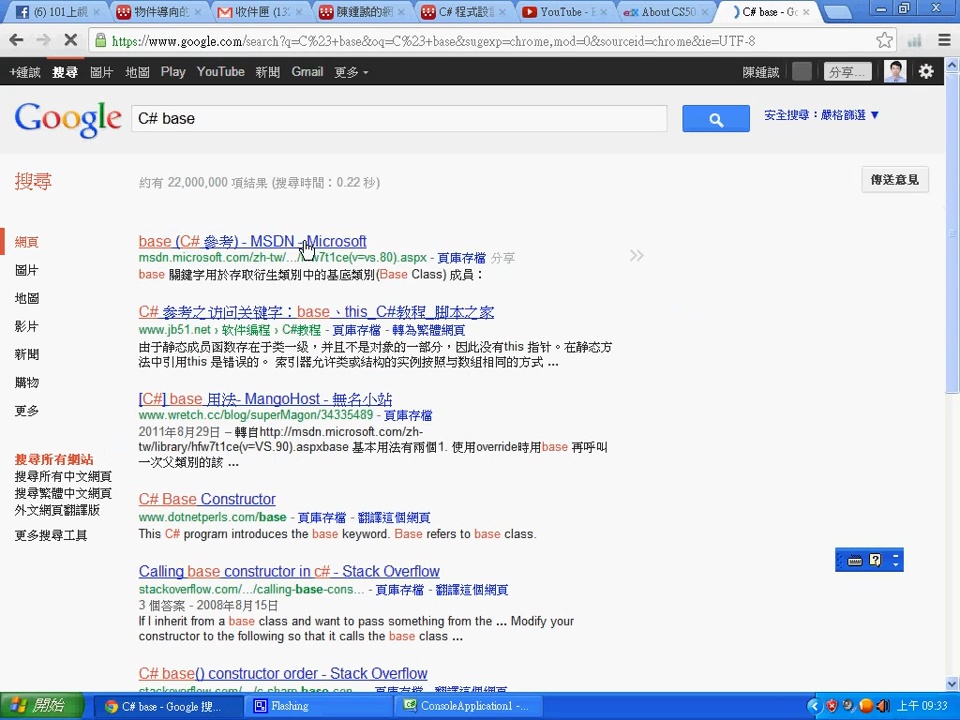 (6) 101上視
物件導向的
收件匣 (13
陳鍾誠的網
C# 程式設
YouTube - E
About CS50
C# base - Go
https://www.google.com/search?q=C%23+base&oq=C%23+base&sugexp=chrome,mod=0&sourceid=chrome&ie=UTF-8
+鍾誠 搜尋 圖片 地圖 Play YouTube 新聞 Gmail 更多 陳鍾誠 分享...
Google
C# base
安全搜尋：嚴格篩選 ▼
搜尋
約有 22,000,000 項結果 (搜尋時間：0.22 秒)
傳送意見
網頁
圖片
地圖
影片
新聞
購物
更多
搜尋所有網站
搜尋所有中文網頁
搜尋繁體中文網頁
外文網頁翻譯版
更多搜尋工具
base (C# 參考) - MSDN - Microsoft
msdn.microsoft.com/zh-tw/.../hfw7t1ce(v=vs.80).aspx - 頁庫存檔 分享
base 關鍵字用於存取衍生類別中的基底類別(Base Class) 成員：
C# 参考之访问关键字：base、this_C#教程_脚本之家
www.jb51.net › 软件编程 › C#教程 - 頁庫存檔 - 轉為繁體網頁
由于静态成员函数存在于类一级，并且不是对象的一部分，因此没有this 指针。在静态方
法中引用this 是错误的。 索引器允许类或结构的实例按照与数组相同的方式 ...
[C#] base 用法- MangoHost - 無名小站
www.wretch.cc/blog/superMagon/34335489 - 頁庫存檔
2011年8月29日 – 轉自http://msdn.microsoft.com/zh-
tw/library/hfw7t1ce(v=VS.90).aspxbase 基本用法有兩個1. 使用override時用base 再呼叫
一次父類別的該 ...
C# Base Constructor
www.dotnetperls.com/base - 頁庫存檔 - 翻譯這個網頁
This C# program introduces the base keyword. Base refers to base class.
Calling base constructor in c# - Stack Overflow
stackoverflow.com/.../calling-base-cons... - 頁庫存檔 - 翻譯這個網頁
3 個答案 - 2008年8月15日
If I inherit from a base class and want to pass something from the ... Modify your
constructor to the following so that it calls the base class ...
C# base() constructor order - Stack Overflow
stackoverflow.com/.../c-sharp-base-con... - 頁庫存檔 - 翻譯這個網頁
開始
C# base - Google 搜...
Flashing
ConsoleApplication1 -...
上午 09:33